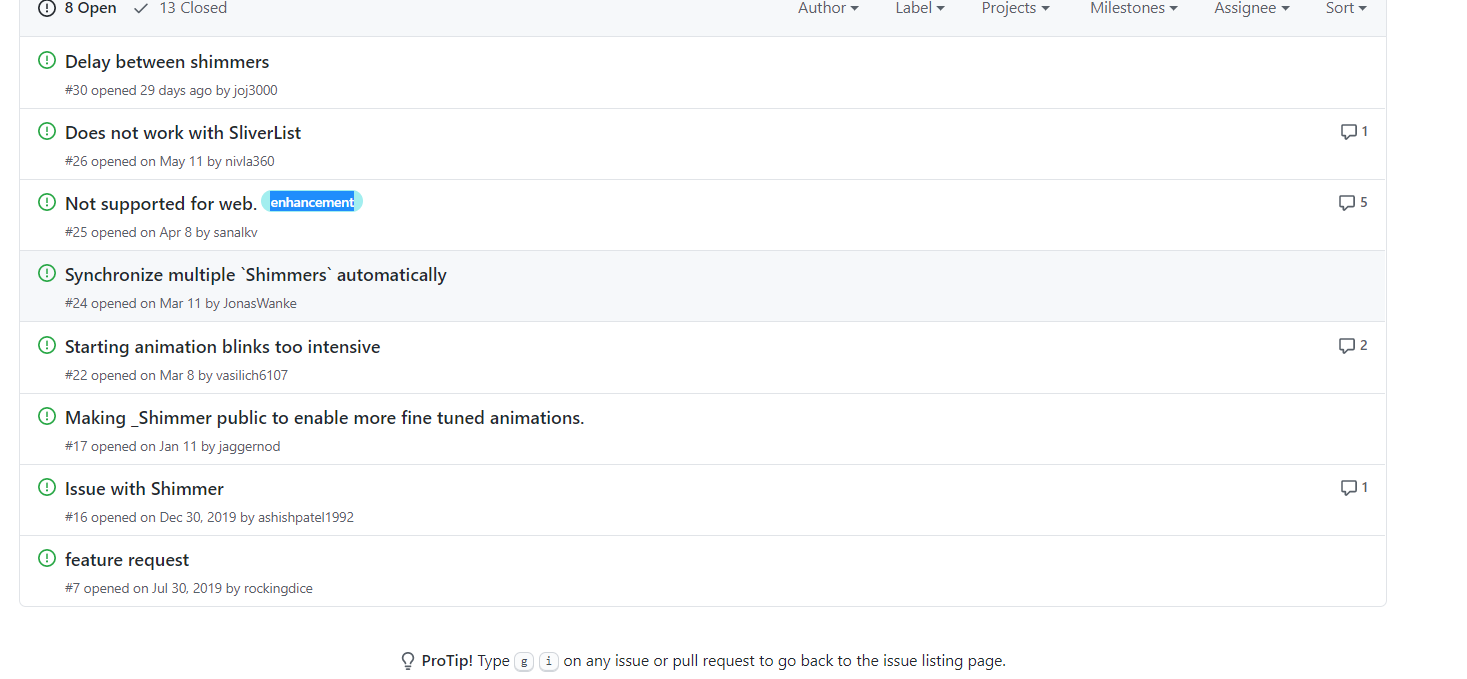 8 Open 13 Closed Author Label Projects Milestones Assignee Sort
Delay between shimmers
#30 opened 29 days ago by joj3000
Does not work with SliverList 1
#26 opened on May 11 by nivla360
Not supported for web. enhancement 5
#25 opened on Apr 8 by sanalkv
Synchronize multiple `Shimmers` automatically
#24 opened on Mar 11 by JonasWanke
Starting animation blinks too intensive 2
#22 opened on Mar 8 by vasilich6107
Making _Shimmer public to enable more fine tuned animations.
#17 opened on Jan 11 by jaggernod
Issue with Shimmer 1
#16 opened on Dec 30, 2019 by ashishpatel1992
feature request
#7 opened on Jul 30, 2019 by rockingdice
ProTip! Type g i on any issue or pull request to go back to the issue listing page.